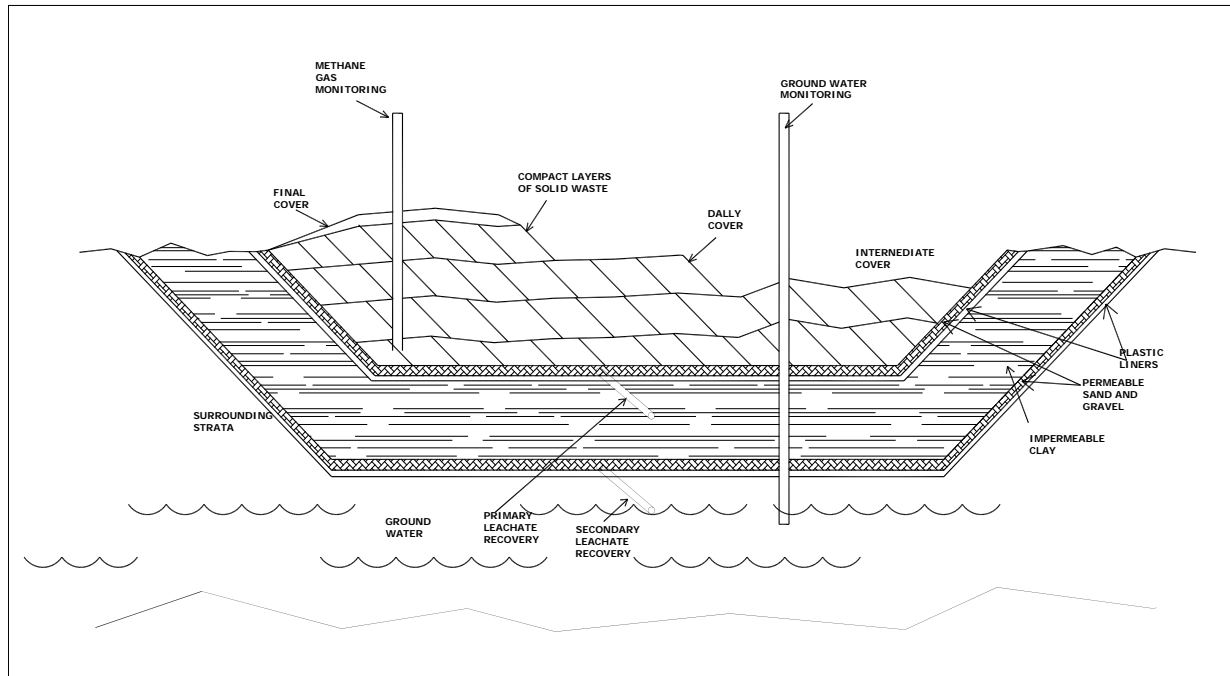 METHANE
GAS
MONITORING
GROUND WATER
MONITORING
COMPACT LAYERS
OF SOLID WASTE
FINAL
COVER
DALLY
COVER
INTERNEDIATE
COVER
PLASTIC
LINERS
PERMEABLE
SAND AND
GRAVEL
SURROUNDING
STRATA
IMPERMEABLE
CLAY
GROUND
WATER
PRIMARY
LEACHATE
RECOVERY
SECONDARY
LEACHATE
RECOVERY